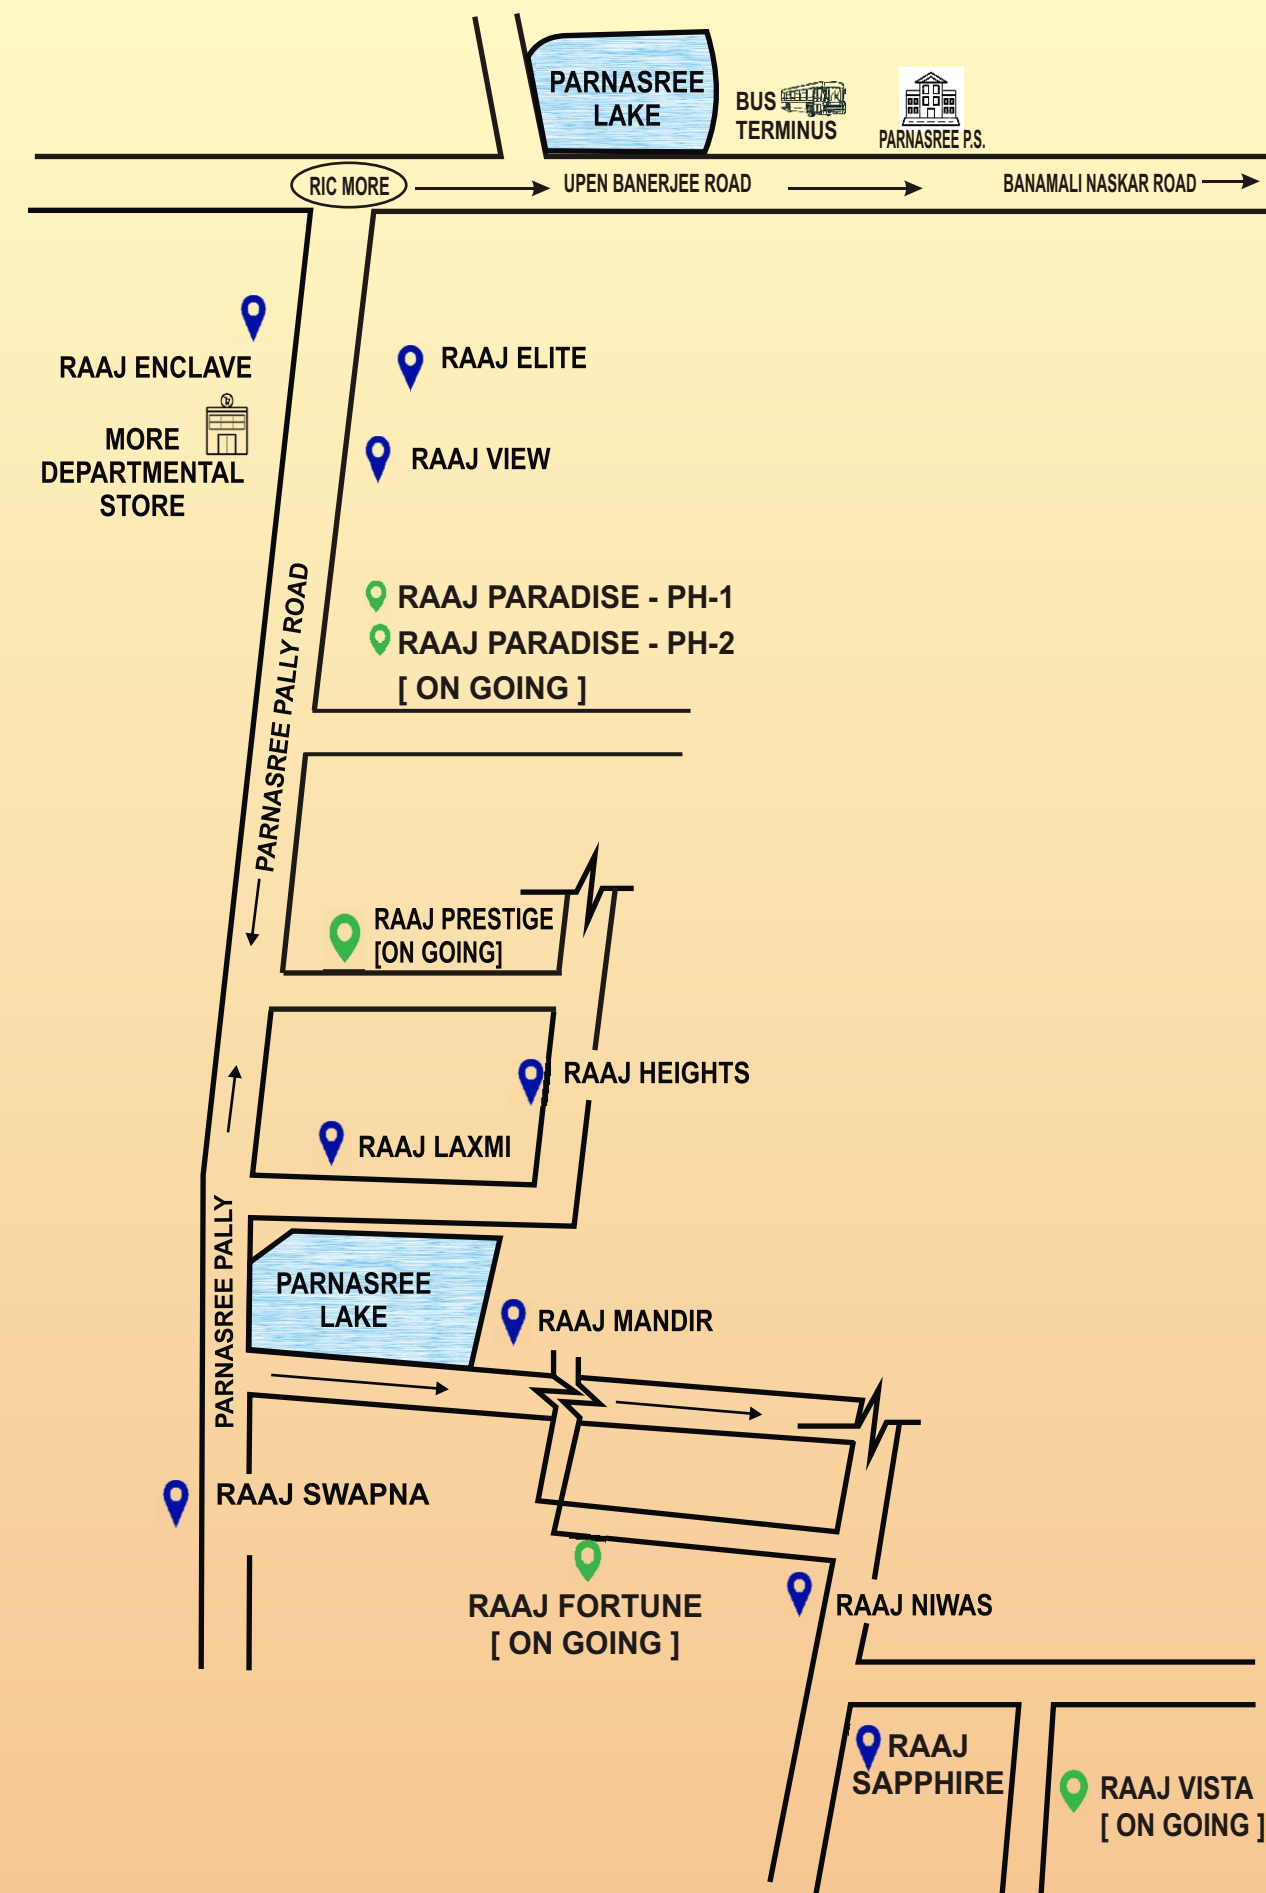 PARNASREE
LAKE
BUS
TERMINUS
PARNASREE P.S.
RIC MORE
UPEN BANERJEE ROAD
BANAMALI NASKAR ROAD
RAAJ ENCLAVE
RAAJ ELITE
MORE
DEPARTMENTAL
STORE
RAAJ VIEW
PARNASREE PALLY ROAD
RAAJ PARADISE - PH-1
RAAJ PARADISE - PH-2
[ ON GOING ]
RAAJ PRESTIGE
[ON GOING]
RAAJ HEIGHTS
RAAJ LAXMI
PARNASREE PALLY
PARNASREE
LAKE
RAAJ MANDIR
RAAJ SWAPNA
RAAJ FORTUNE
[ ON GOING ]
RAAJ NIWAS
RAAJ
SAPPHIRE
RAAJ VISTA
[ ON GOING ]